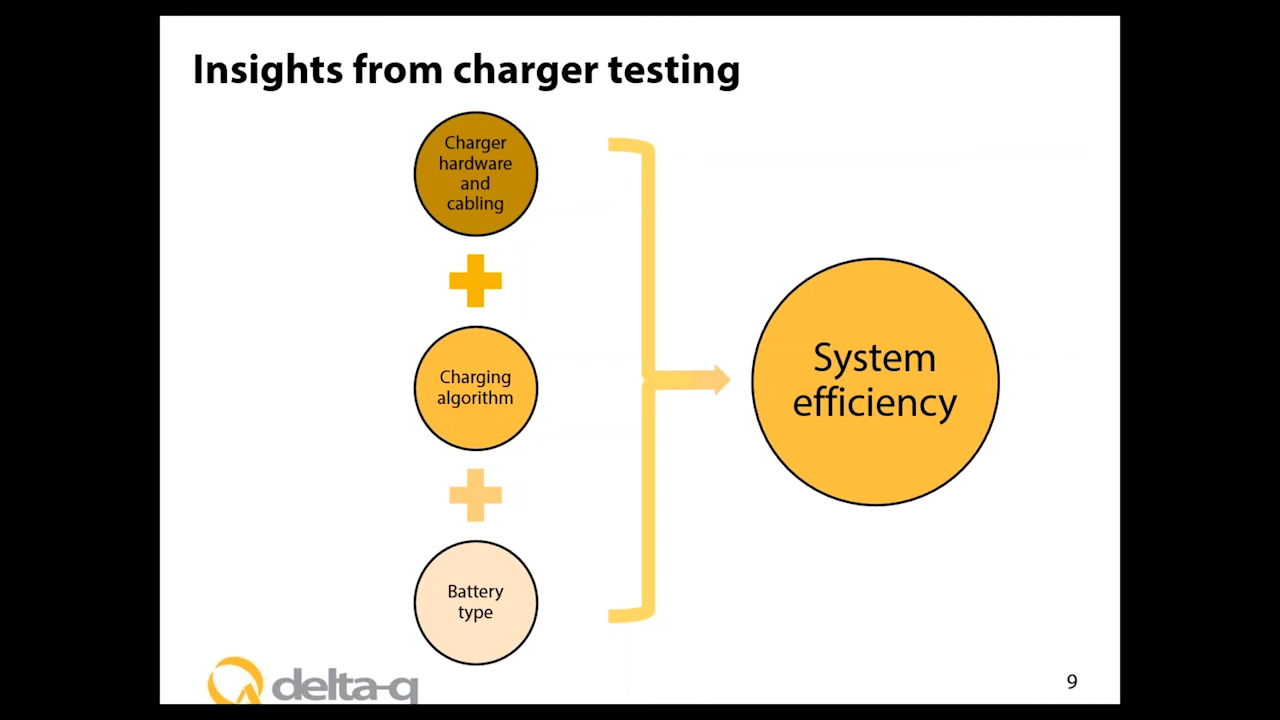 Insights from charger testing
Charger
hardware
and
cabling
Charging
algorithm
Battery
type
System
efficiency
delta-q
9